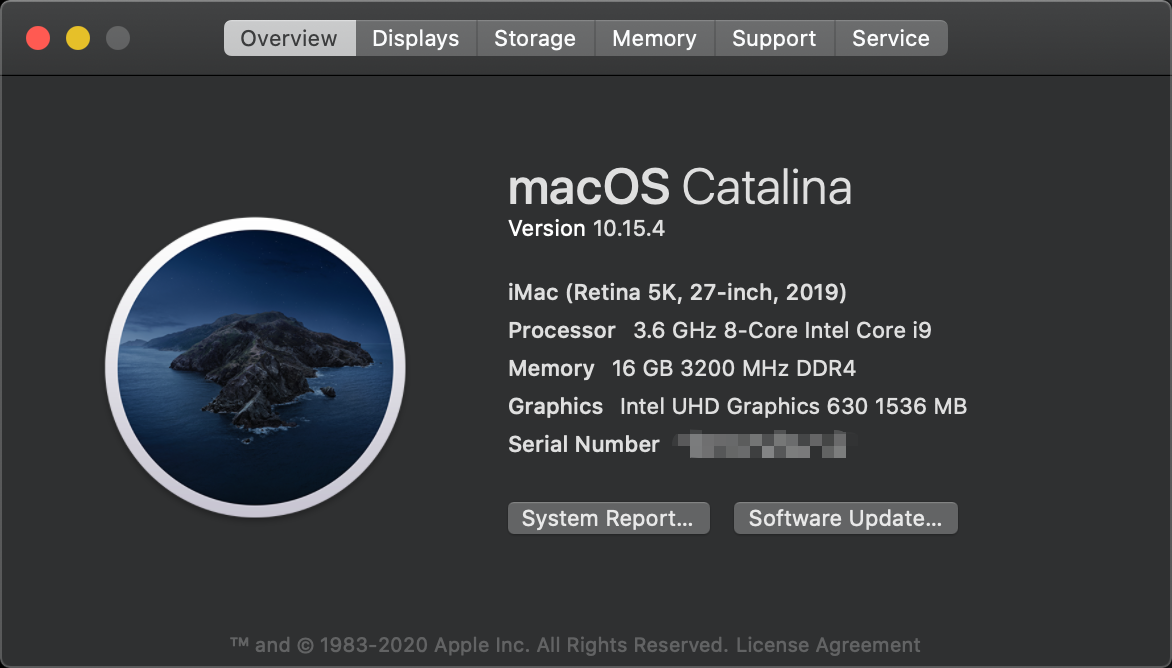 Overview Displays Storage Memory Support Service
macOS Catalina
Version 10.15.4
iMac (Retina 5K, 27-inch, 2019)
Processor 3.6 GHz 8-Core Intel Core i9
Memory 16 GB 3200 MHz DDR4
Graphics Intel UHD Graphics 630 1536 MB
Serial Number
System Report... Software Update...
™ and © 1983-2020 Apple Inc. All Rights Reserved. License Agreement